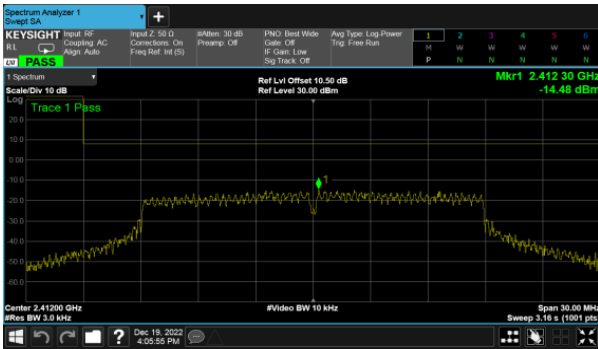 Spectrum Analyzer 1
Swept SA
+
KEYSIGHT Input: RF Input Z: 50 Ω #Atten: 30 dB PNO: Best Wide Avg Type: Log-Power 1 2 3 4 5 6
RL Coupling: AC Corrections: On Preamp: Off Gate: Off Trig: Free Run M W W W W W
Align: Auto Freq Ref: Int (S) IF Gain: Low P N N N N N
LXI PASS Sig Track: Off
1 Spectrum Ref Lvl Offset 10.50 dB Mkr1 2.412 30 GHz
Scale/Div 10 dB Ref Level 30.00 dBm -14.48 dBm
Log Trace 1 Pass
20.0
10.0
0.00
1
-10.0
-20.0
-30.0
-40.0
-50.0
-60.0
Center 2.41200 GHz #Video BW 10 kHz Span 30.00 MHz
#Res BW 3.0 kHz Sweep 3.16 s (1001 pts)
? Dec 19, 2022
4:05:55 PM